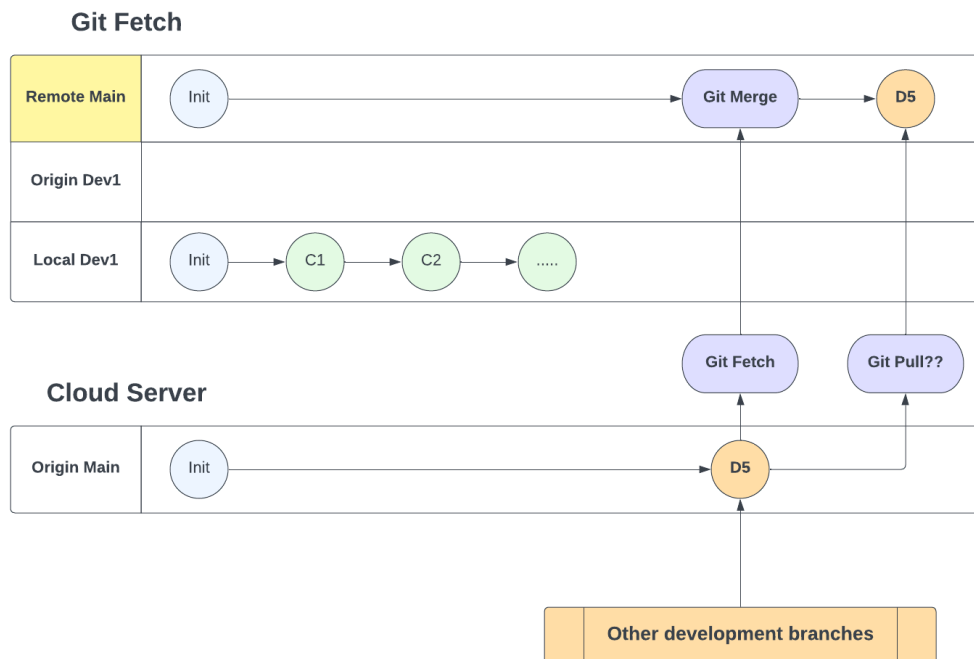 Git Fetch
Remote Main
Init
Git Merge
D5
Origin Dev1
Local Dev1
Init
C1
C2
.....
Git Fetch
Git Pull??
Cloud Server
Origin Main
Init
D5
Other development branches